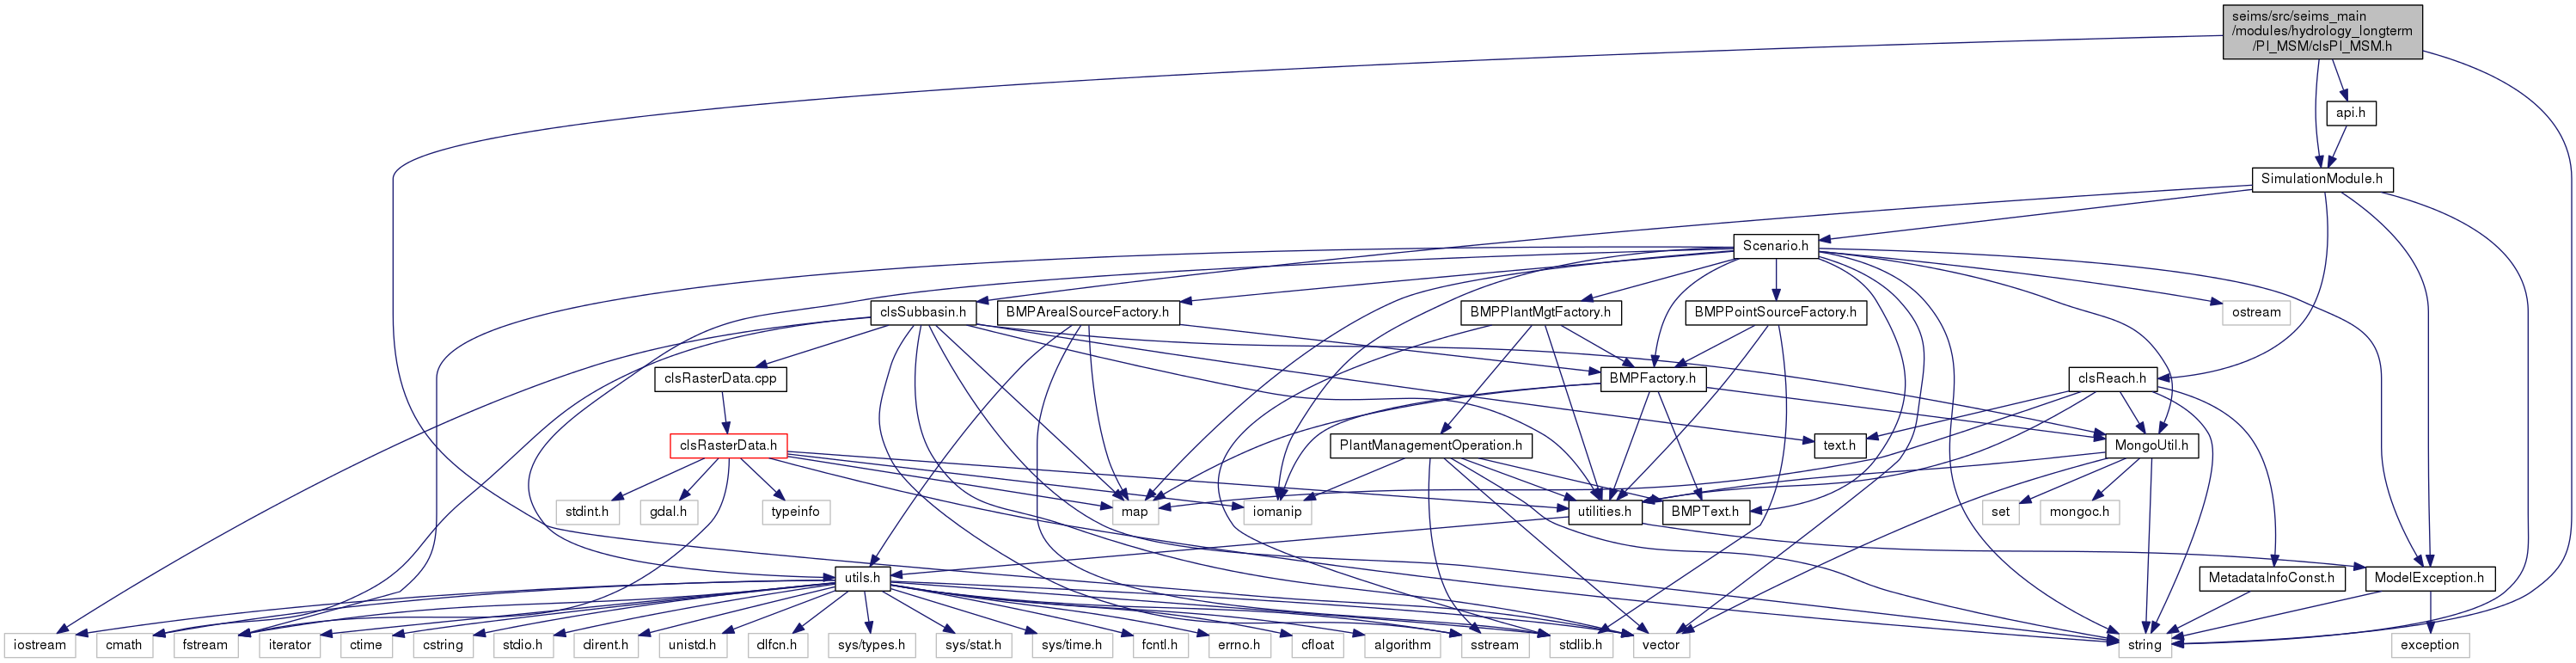 seims/src/seims_main
/modules/hydrology_longterm
/PI_MSM/clsPI_MSM.h
api.h
SimulationModule.h
Scenario.h
clsSubbasin.h
BMPArealSourceFactory.h
BMPPlantMgtFactory.h
BMPPointSourceFactory.h
ostream
clsRasterData.cpp
BMPFactory.h
clsReach.h
clsRasterData.h
PlantManagementOperation.h
text.h
MongoUtil.h
stdint.h
gdal.h
typeinfo
map
iomanip
utilities.h
BMPText.h
set
mongoc.h
utils.h
MetadataInfoConst.h
ModelException.h
iostream
cmath
fstream
iterator
ctime
cstring
stdio.h
dirent.h
unistd.h
dlfcn.h
sys/types.h
sys/stat.h
sys/time.h
fcntl.h
errno.h
cfloat
algorithm
sstream
stdlib.h
vector
string
exception